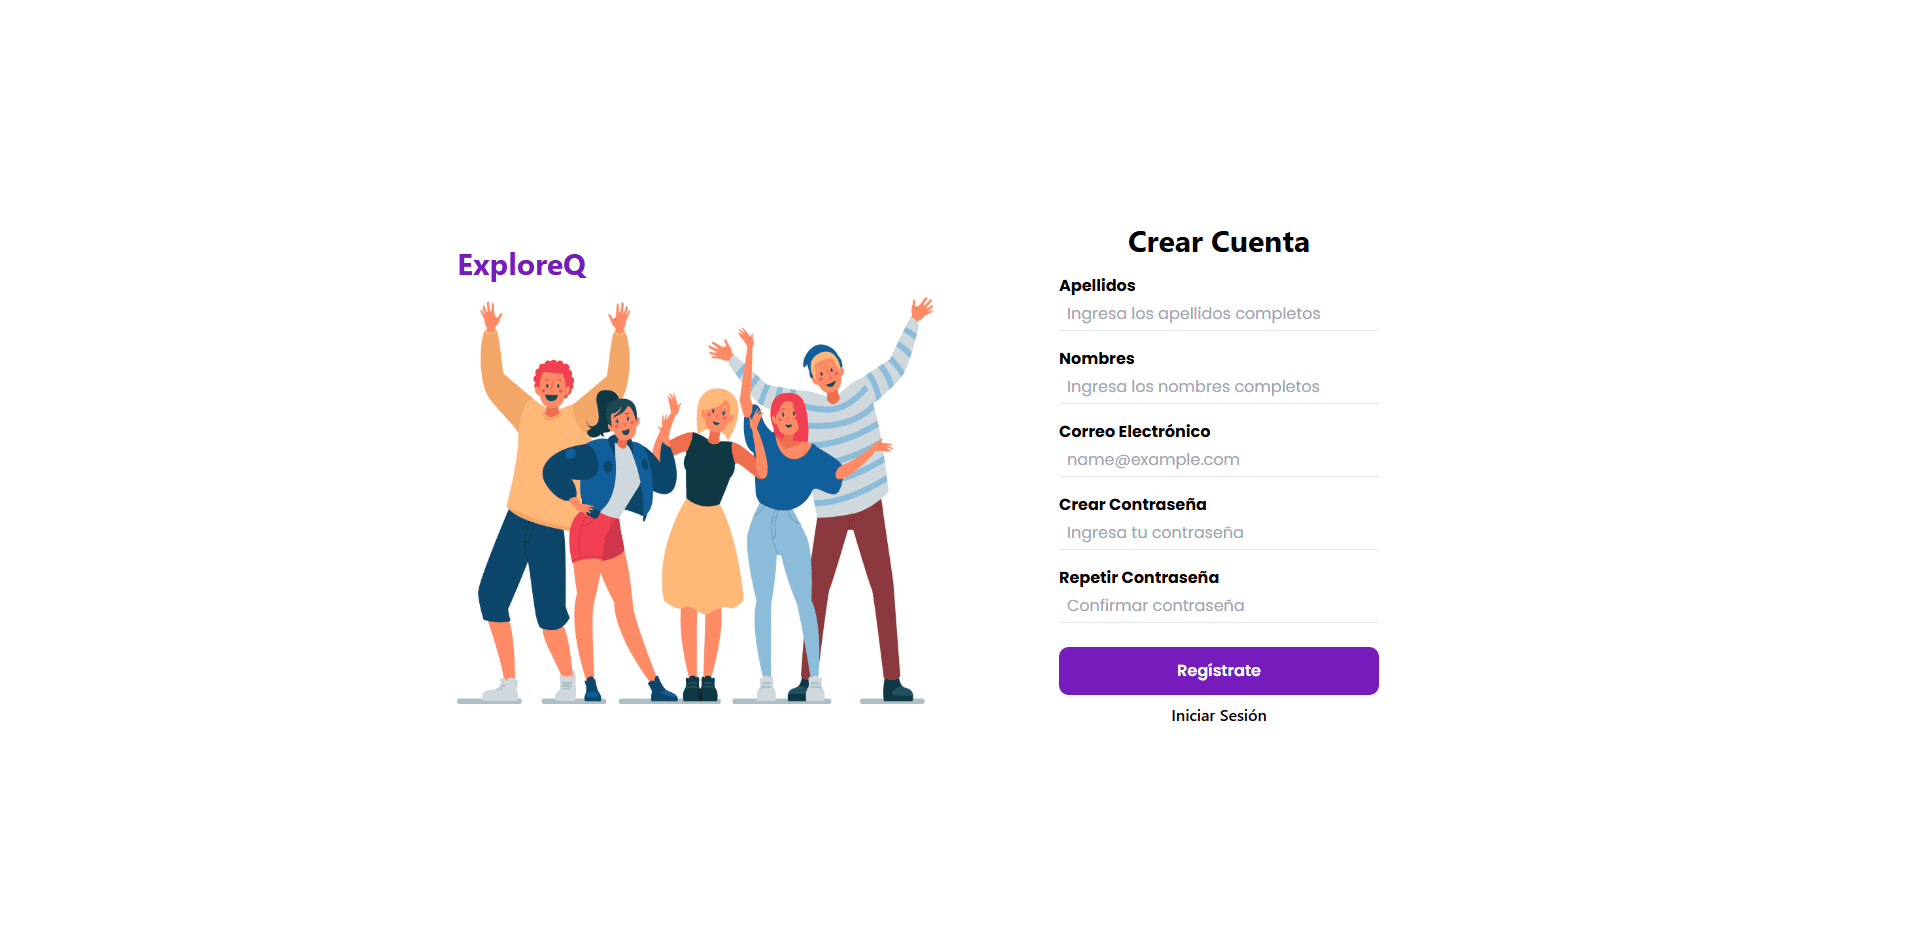 ExploreQ
Crear Cuenta
Apellidos
Ingresa los apellidos completos
Nombres
Ingresa los nombres completos
Correo Electrónico
name@example.com
Crear Contraseña
Ingresa tu contraseña
Repetir Contraseña
Confirmar contraseña
Regístrate
Iniciar Sesión